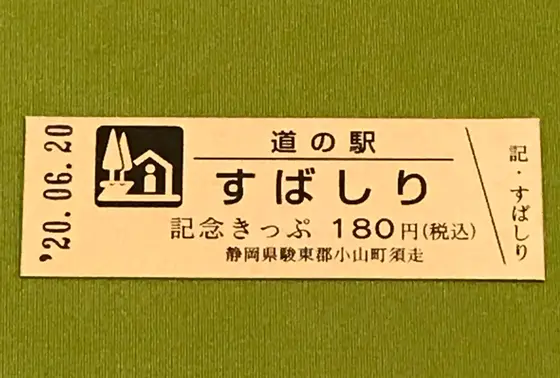 '20.06.20
道の駅
すばしり
記念きっぷ 180円(税込)
静岡県駿東郡小山町須走
記・すばしり